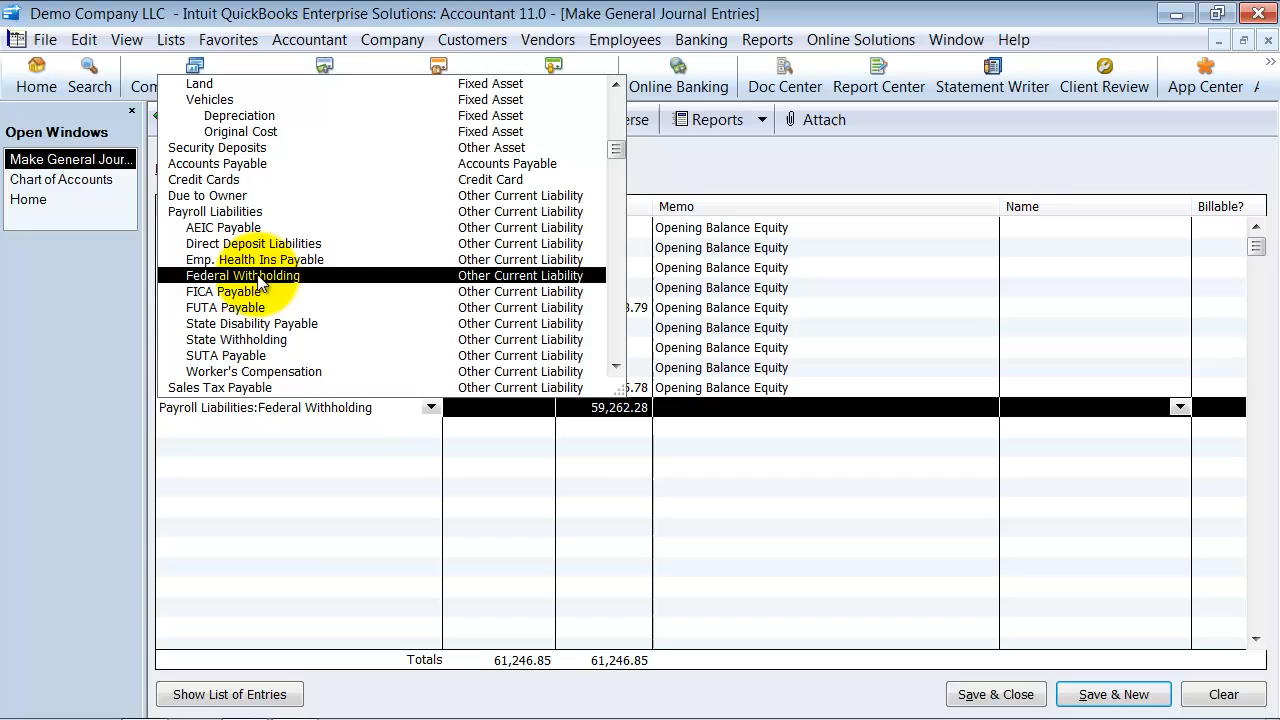 Demo Company LLC - Intuit QuickBooks Enterprise Solutions: Accountant 11.0 - [Make General Journal Entries]
File Edit View Lists Favorites Accountant Company Customers Vendors Employees Banking Reports Online Solutions Window Help
Home Search Online Banking Doc Center Report Center Statement Writer Client Review App Center
Reports Attach
Open Windows
Make General Jour...
Chart of Accounts
Home
Land Fixed Asset
Vehicles Fixed Asset
Depreciation Fixed Asset
Original Cost Fixed Asset
Security Deposits Other Asset
Accounts Payable Accounts Payable
Credit Cards Credit Card
Due to Owner Other Current Liability
Payroll Liabilities Other Current Liability
AEIC Payable Other Current Liability
Direct Deposit Liabilities Other Current Liability
Emp. Health Ins Payable Other Current Liability
Federal Withholding Other Current Liability
FICA Payable Other Current Liability
FUTA Payable Other Current Liability
State Disability Payable Other Current Liability
State Withholding Other Current Liability
SUTA Payable Other Current Liability
Worker's Compensation Other Current Liability
Sales Tax Payable Other Current Liability
Memo Name Billable?
Opening Balance Equity
Opening Balance Equity
Opening Balance Equity
Opening Balance Equity
Opening Balance Equity
Opening Balance Equity
Opening Balance Equity
Opening Balance Equity
Opening Balance Equity
Payroll Liabilities:Federal Withholding 59,262.28
Totals 61,246.85 61,246.85
Show List of Entries Save & Close Save & New Clear